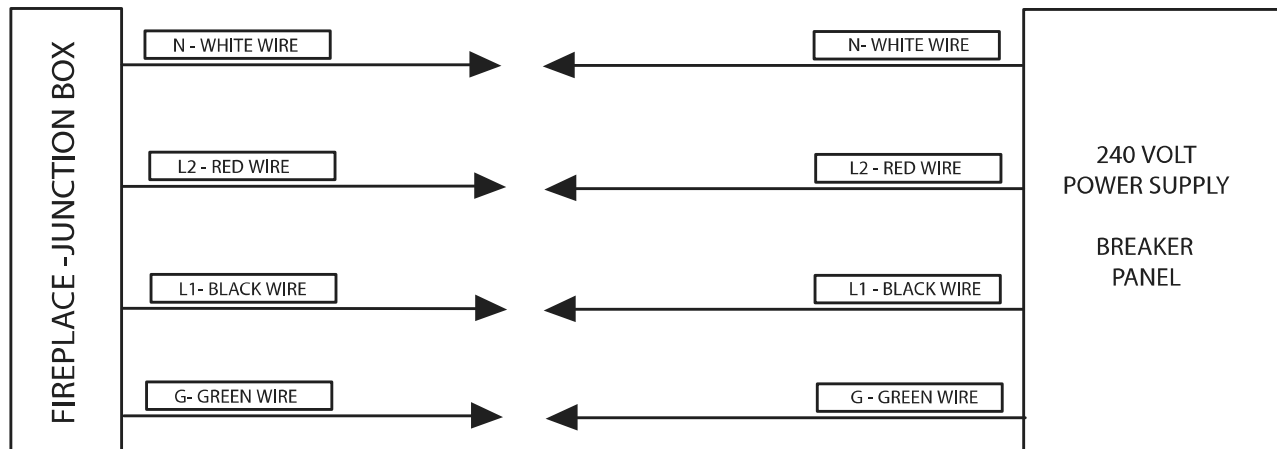 FIREPLACE -JUNCTION BOX
N - WHITE WIRE
N- WHITE WIRE
L2 - RED WIRE
L2 - RED WIRE
L1- BLACK WIRE
L1 - BLACK WIRE
G- GREEN WIRE
G - GREEN WIRE
240 VOLT
POWER SUPPLY
BREAKER
PANEL